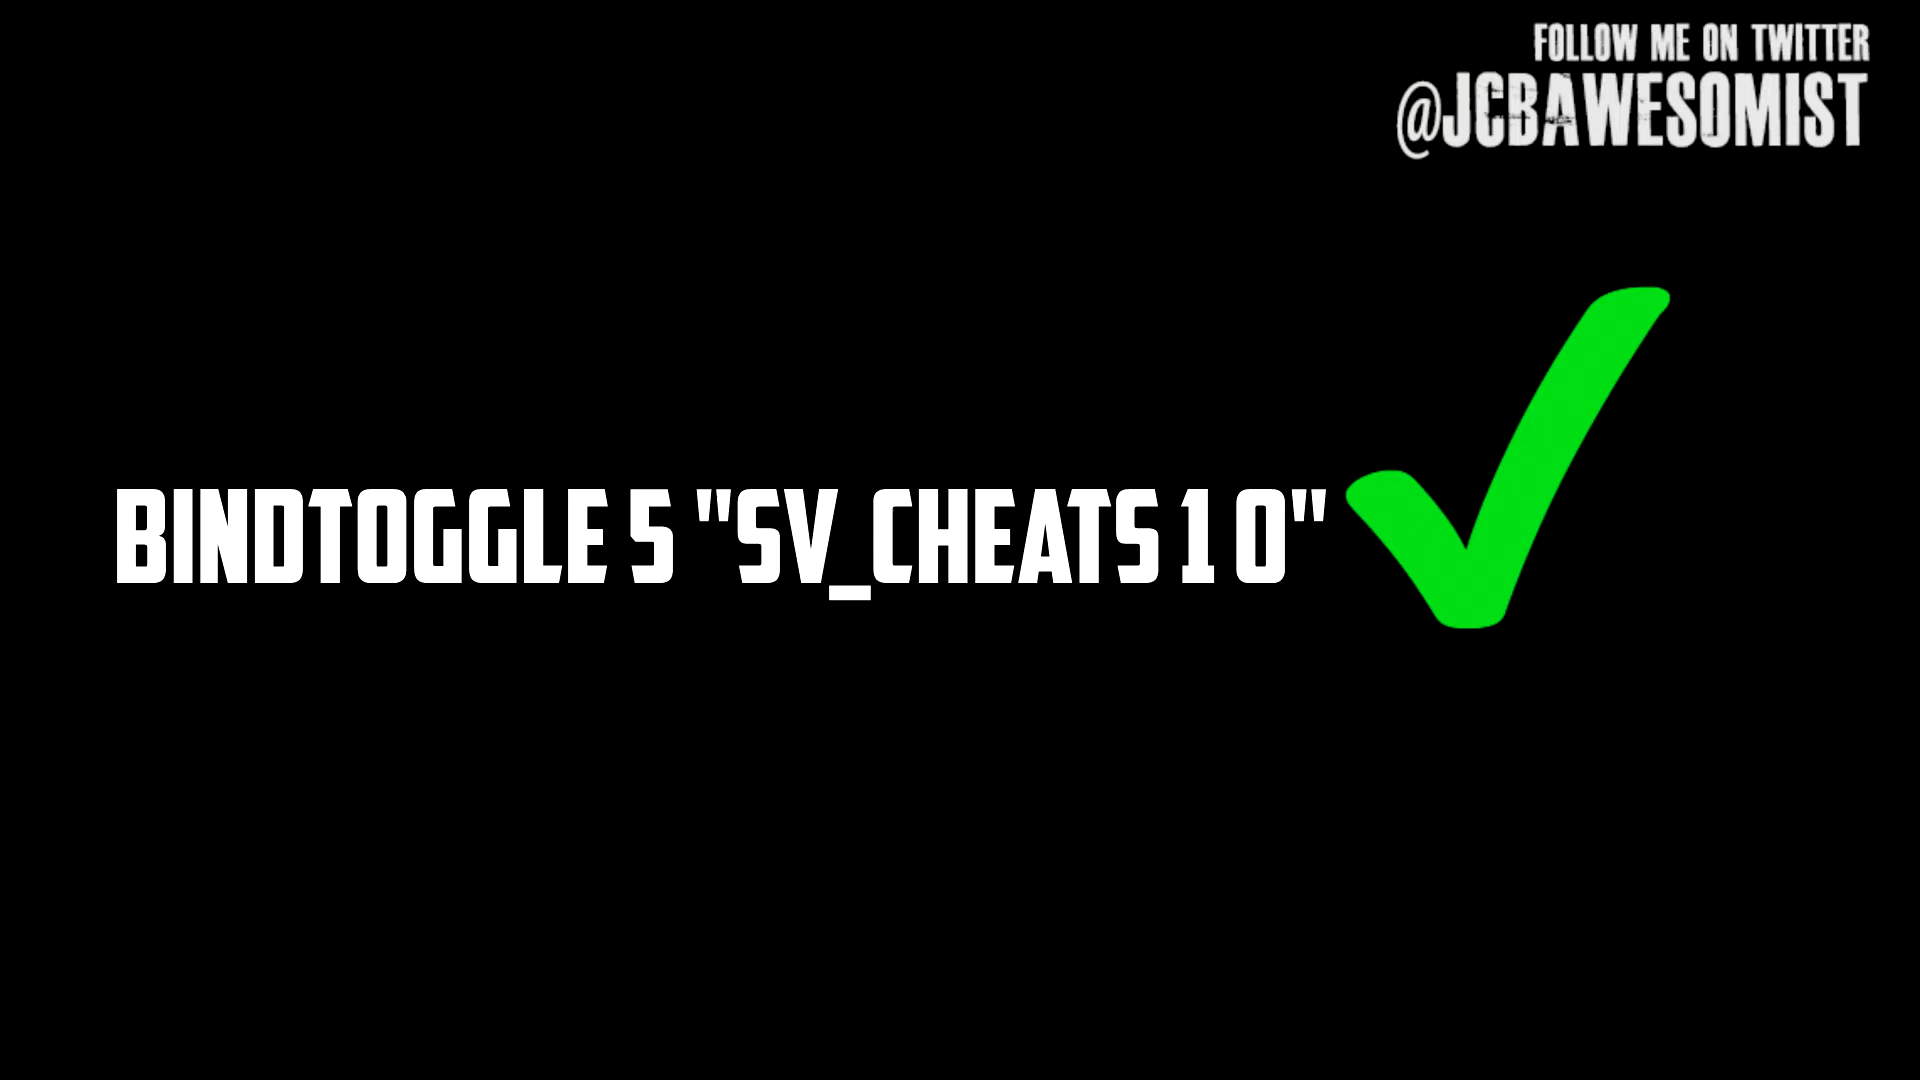 FOLLOW ME ON TWITTER
@JCBAWESOMIST
BINDTOGGLE 5 "SV_CHEATS 1 0"